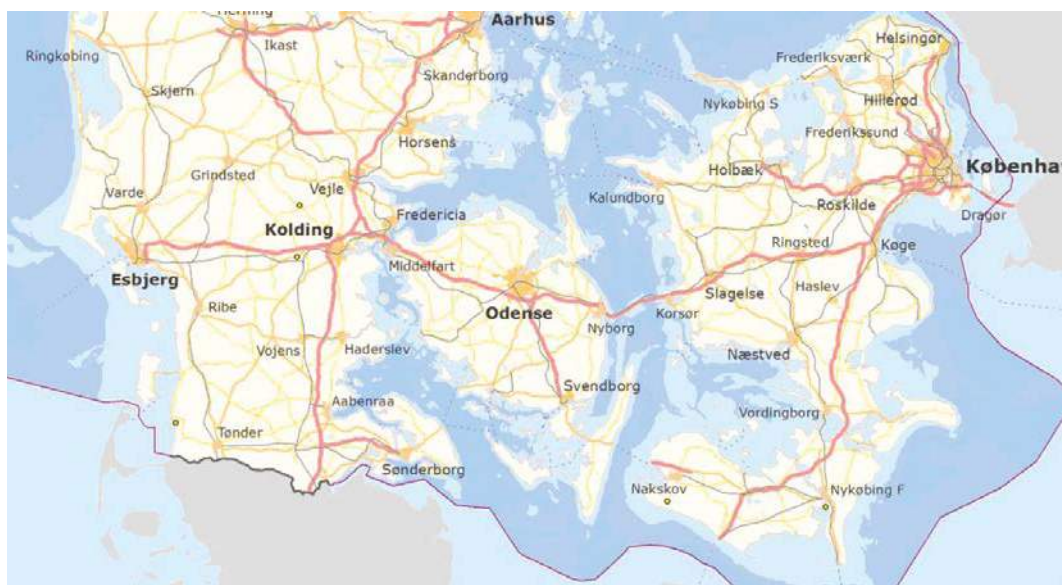 Herning
Aarhus
Helsingør
Ikast
Ringkøbing
Frederiksværk
Skanderborg
Skjern
Nykøbing S
Hillerød
Frederikssund
Horsens
Holbæk
Københa
Grindsted
Vejle
Varde
Kalundborg
Roskilde
Dragør
Fredericia
Kolding
Ringsted
Køge
Middelfart
Esbjerg
Slagelse
Haslev
Ribe
Odense
Nyborg
Korsør
Vojens
Haderslev
Næstved
Svendborg
Aabenraa
Vordingborg
Tønder
Sønderborg
Nakskov
Nykøbing F